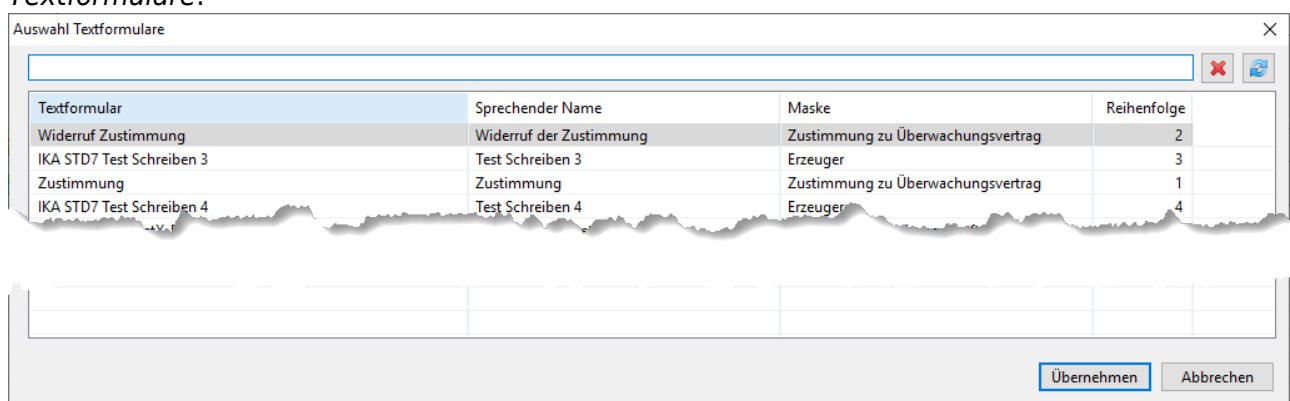 Textformulare:
Auswahl Textformulare
Textformular Sprechender Name Maske Reihenfolge
Widerruf Zustimmung Widerruf der Zustimmung Zustimmung zu Überwachungsvertrag 2
IKA STD7 Test Schreiben 3 Test Schreiben 3 Erzeuger 3
Zustimmung Zustimmung Zustimmung zu Überwachungsvertrag 1
IKA STD7 Test Schreiben 4 Test Schreiben 4 Erzeuger 4
Übernehmen Abbrechen